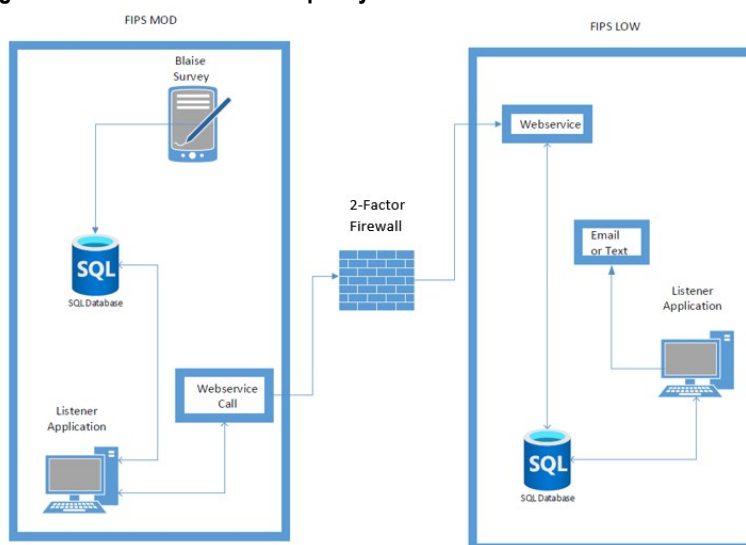 FIPS MOD
Blaise
Survey
SQL
SQL Database
Webservice
Call
Listener
Application
2-Factor
Firewall
FIPS LOW
Webservice
Email
or Text
Listener
Application
SQL
SQL Database